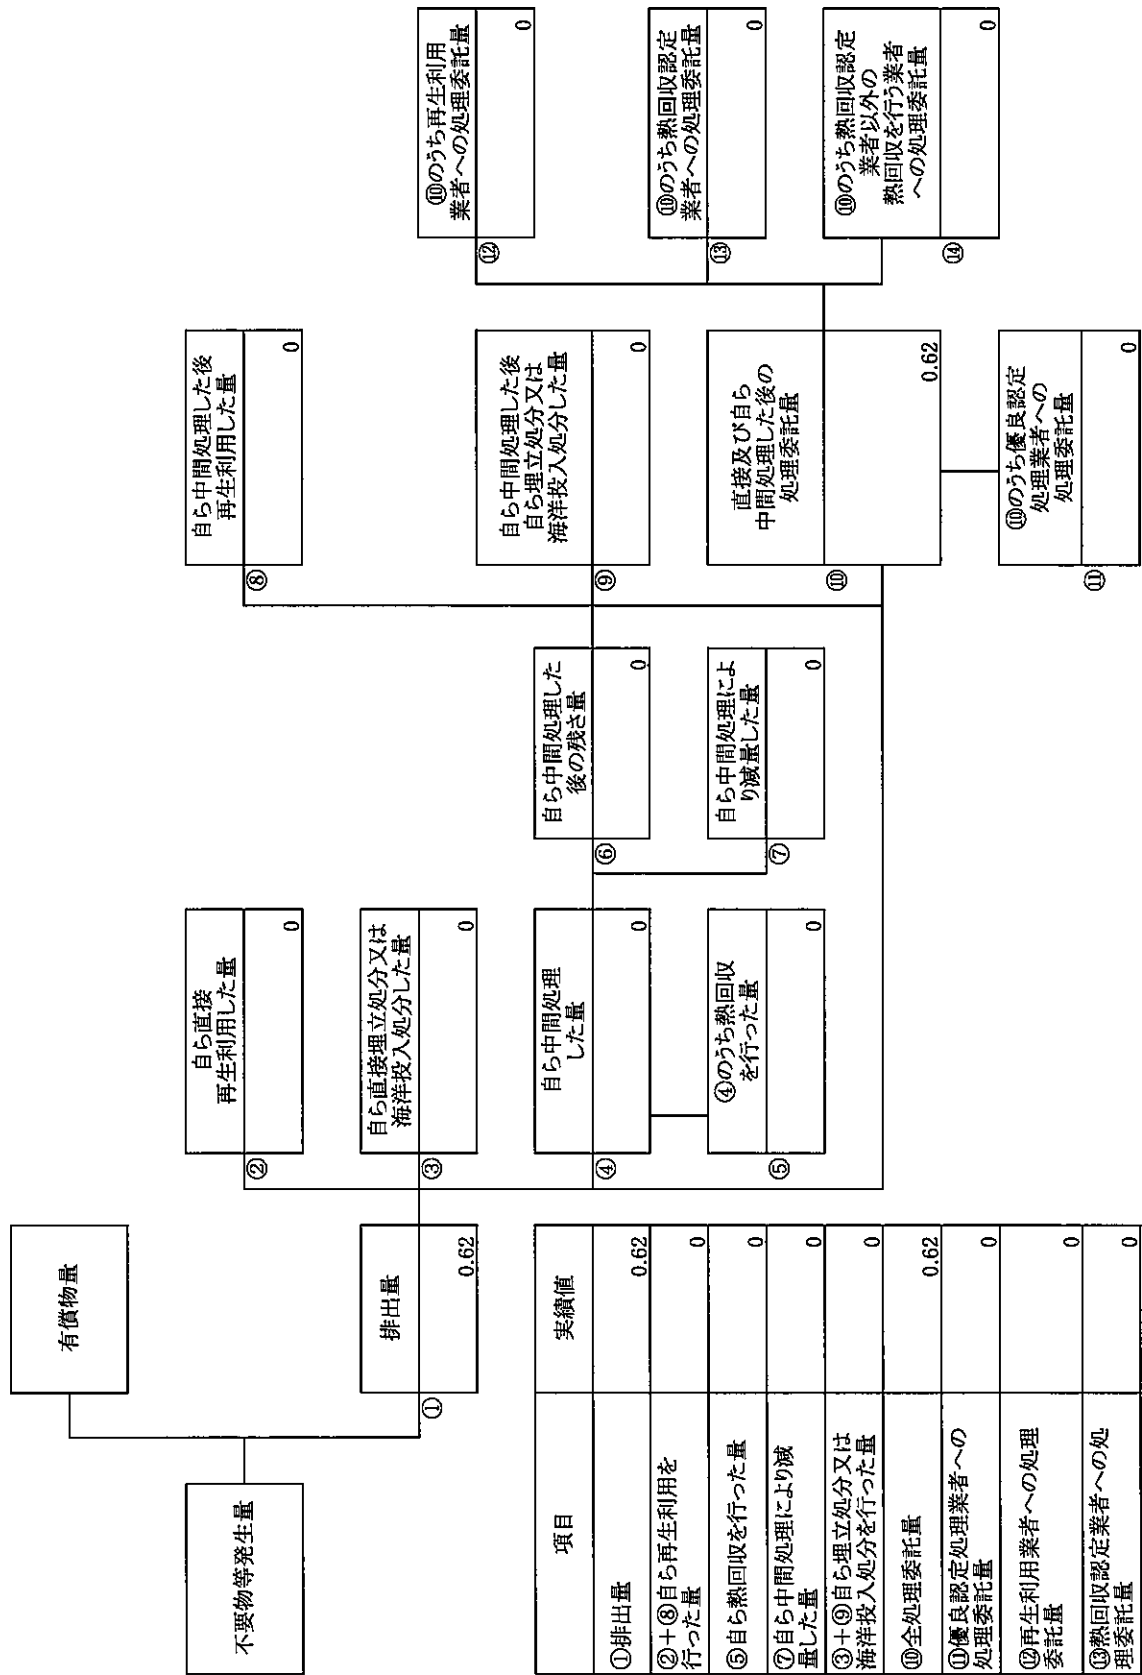 不要物等発生量
有償物量
排出量
①
0.62
自ら直接
再生利用した量
②
0
自ら直接埋立処分又は
海洋投入処分した量
③
0
自ら中間処理
した量
④
0
④のうち熱回収
を行った量
⑤
0
自ら中間処理した
後の残さ量
⑥
0
自ら中間処理によ
り減量した量
⑦
0
自ら中間処理した後
再生利用した量
⑧
0
自ら中間処理した後
自ら埋立処分又は
海洋投入処分した量
⑨
0
直接及び自ら
中間処理した後の
処理委託量
⑩
0.62
⑩のうち優良認定
処理業者への
処理委託量
⑪
0
⑩のうち再生利用
業者への処理委託量
⑫
0
⑩のうち熱回収認定
業者への処理委託量
⑬
0
⑩のうち熱回収認定
業者以外の
熱回収を行う業者
への処理委託量
⑭
0
項目 実績値
①排出量 0.62
②+⑧自ら再生利用を
行った量 0
⑤自ら熱回収を行った量 0
⑦自ら中間処理により減
量した量 0
③+⑨自ら埋立処分又は
海洋投入処分を行った量 0
⑩全処理委託量 0.62
⑪優良認定処理業者への
処理委託量 0
⑫再生利用業者への処理
委託量 0
⑬熱回収認定業者への処
理委託量 0